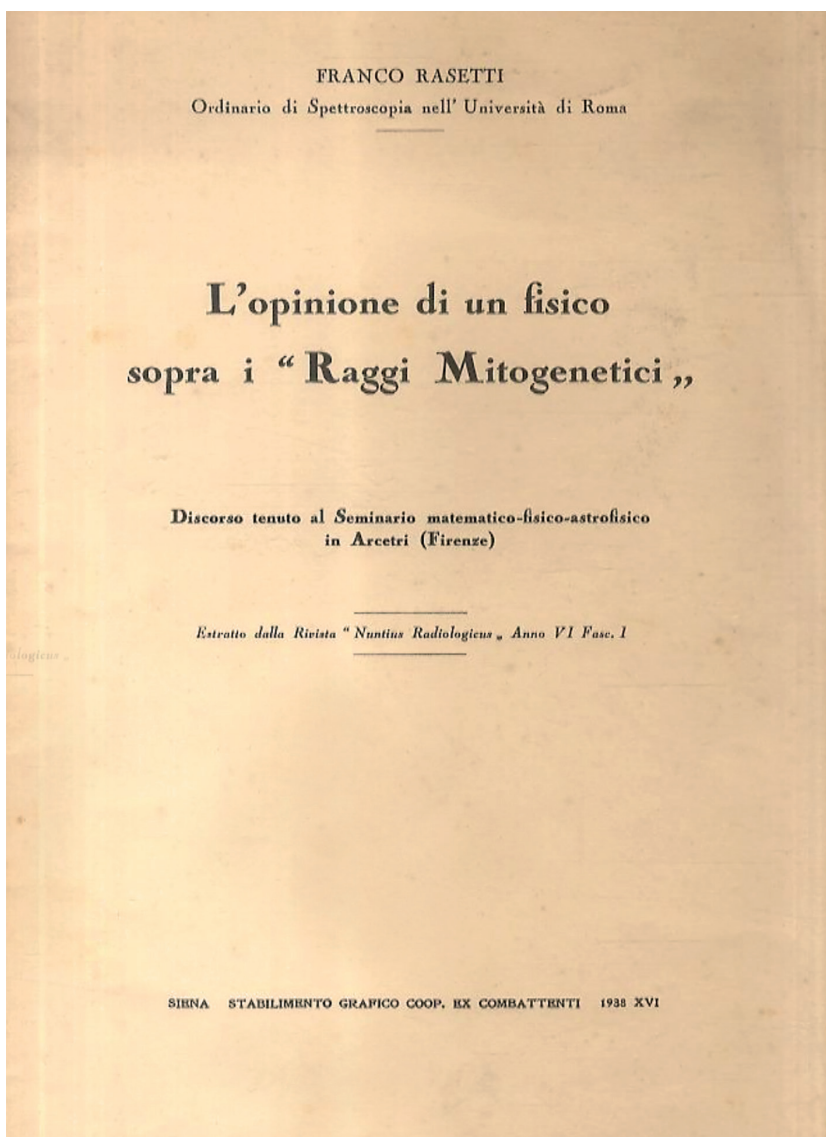 FRANCO RASETTI
Ordinario di Spettroscopia nell' Università di Roma
L'opinione di un fisico
sopra i “ Raggi Mitogenetici „
Discorso tenuto al Seminario matematico-fisico-astrofisico
in Arcetri (Firenze)
Estratto dalla Rivista “ Nuntius Radiologicus „ Anno VI Fasc. 1
SIENA STABILIMENTO GRAFICO COOP. EX COMBATTENTI 1938 XVI